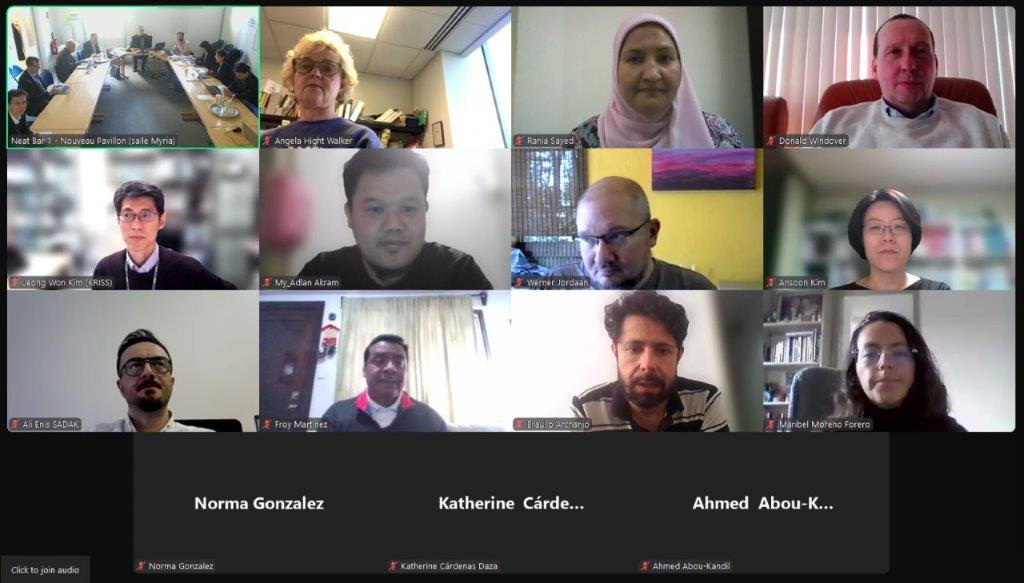 Neat Bar 1 - Nouveau Pavillon (salle Myria)
Angela Hight Walker
Rania Sayed
Donald Windover
Jeong Won Kim (KRISS)
My_Adlan Akram
Werner Jordaan
Ansoon Kim
Ali Enis SADAK
Froy Martinez
Braulio Archanjo
Maribel Moreno Forero
Norma Gonzalez
Katherine Cárde...
Ahmed Abou-K...
Norma Gonzalez
Katherine Cárdenas Daza
Ahmed Abou-Kandil
Click to join audio